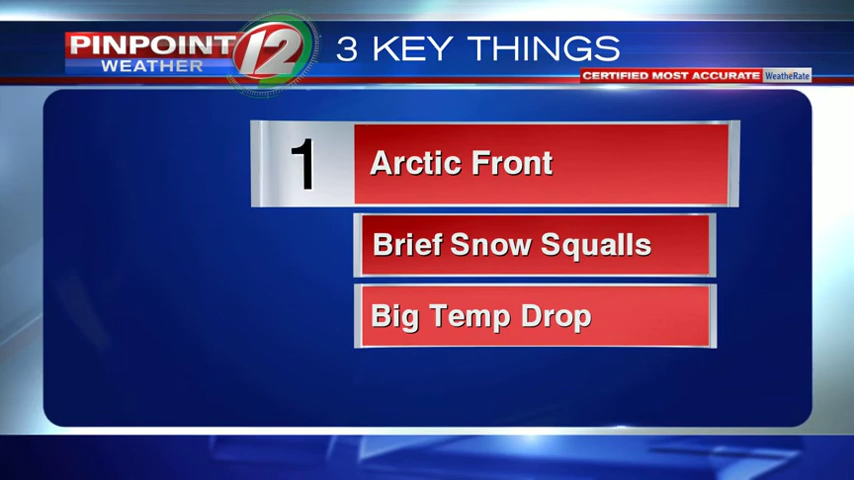 PINPOINT 12 3 KEY THINGS
WEATHER
CERTIFIED MOST ACCURATE WeatheRate
1 Arctic Front
Brief Snow Squalls
Big Temp Drop